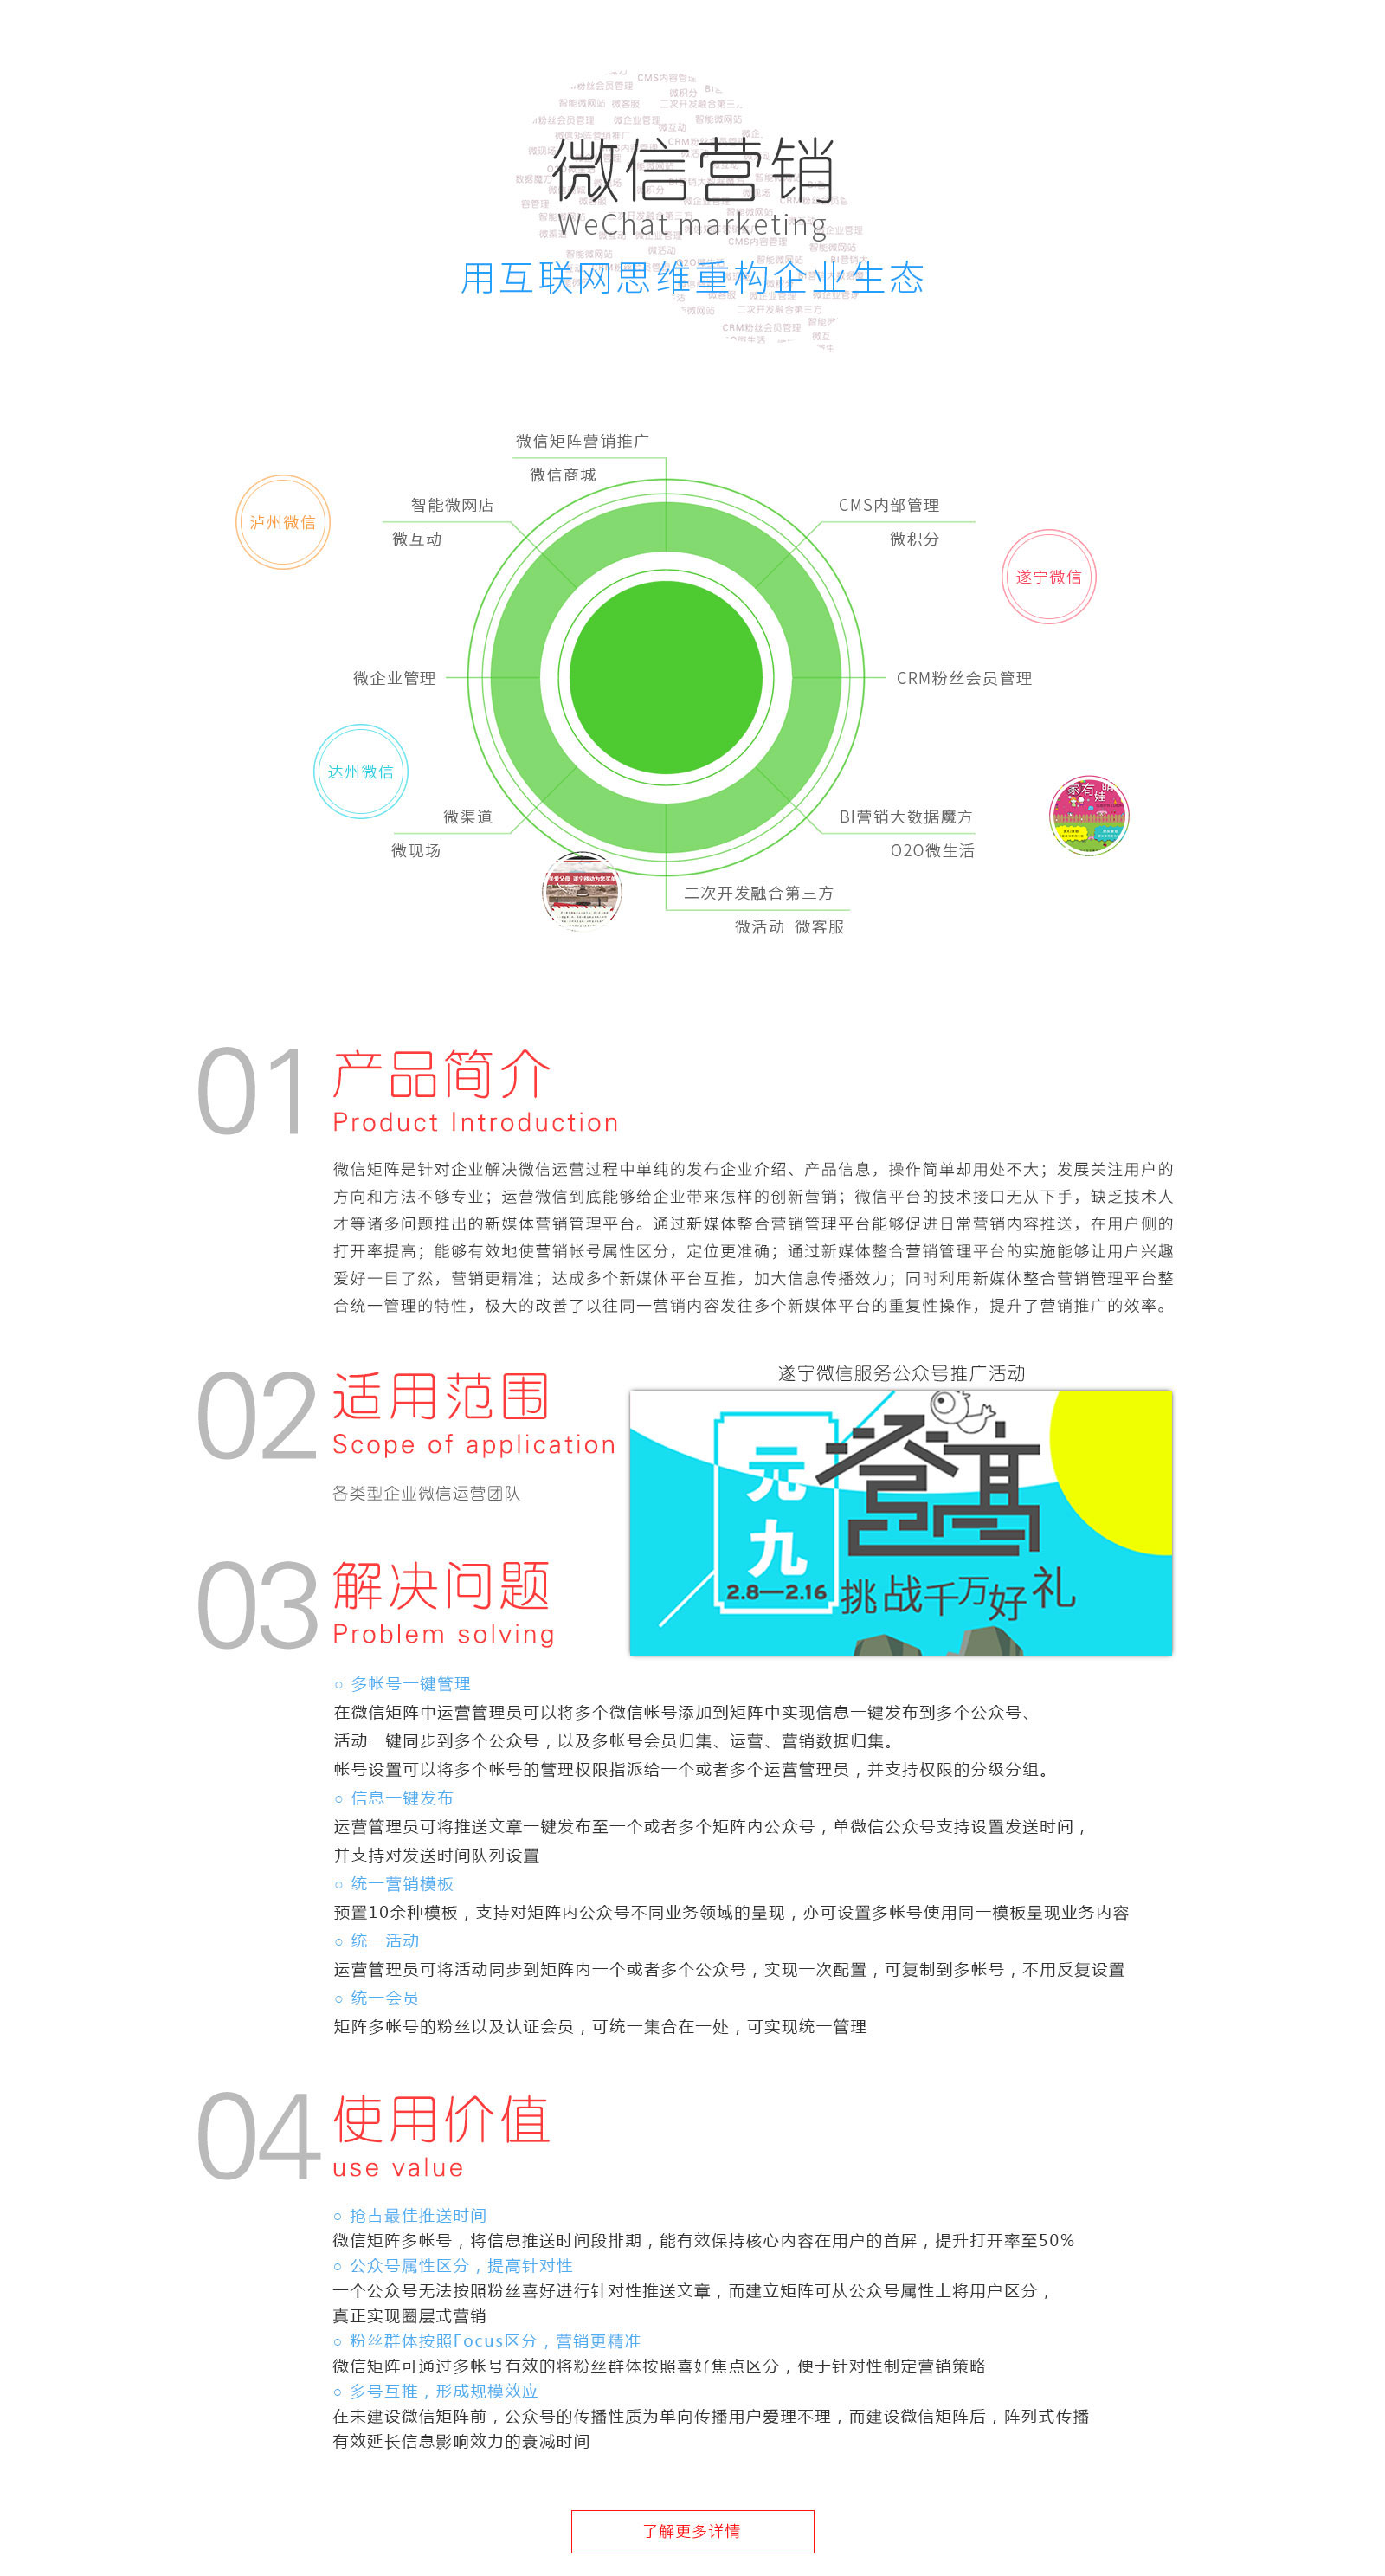 微信营销
WeChat marketing
用互联网思维重构企业生态
微信矩阵营销推广
微信商城
智能微网店
微互动
CMS内部管理
微积分
泸州微信
遂宁微信
微企业管理
CRM粉丝会员管理
达州微信
微渠道
微现场
BI营销大数据魔方
O2O微生活
二次开发融合第三方
微活动 微客服
01
产品简介
Product Introduction
微信矩阵是针对企业解决微信运营过程中单纯的发布企业介绍、产品信息，操作简单却用处不大；发展关注用户的
方向和方法不够专业；运营微信到底能够给企业带来怎样的创新营销；微信平台的技术接口无从下手，缺乏技术人
才等诸多问题推出的新媒体营销管理平台。通过新媒体整合营销管理平台能够促进日常营销内容推送，在用户侧的
打开率提高；能够有效地使营销帐号属性区分，定位更准确；通过新媒体整合营销管理平台的实施能够让用户兴趣
爱好一目了然，营销更精准；达成多个新媒体平台互推，加大信息传播效力；同时利用新媒体整合营销管理平台整
合统一管理的特性，极大的改善了以往同一营销内容发往多个新媒体平台的重复性操作，提升了营销推广的效率。
02
适用范围
Scope of application
各类型企业微信运营团队
遂宁微信服务公众号推广活动
元九
登高
2.8—2.16
挑战千万好礼
03
解决问题
Problem solving
○ 多帐号一键管理
在微信矩阵中运营管理员可以将多个微信帐号添加到矩阵中实现信息一键发布到多个公众号、
活动一键同步到多个公众号，以及多帐号会员归集、运营、营销数据归集。
帐号设置可以将多个帐号的管理权限指派给一个或者多个运营管理员，并支持权限的分级分组。
○ 信息一键发布
运营管理员可将推送文章一键发布至一个或者多个矩阵内公众号，单微信公众号支持设置发送时间，
并支持对发送时间队列设置
○ 统一营销模板
预置10余种模板，支持对矩阵内公众号不同业务领域的呈现，亦可设置多帐号使用同一模板呈现业务内容
○ 统一活动
运营管理员可将活动同步到矩阵内一个或者多个公众号，实现一次配置，可复制到多帐号，不用反复设置
○ 统一会员
矩阵多帐号的粉丝以及认证会员，可统一集合在一处，可实现统一管理
04
使用价值
use value
○ 抢占最佳推送时间
微信矩阵多帐号，将信息推送时间段排期，能有效保持核心内容在用户的首屏，提升打开率至50%
○ 公众号属性区分，提高针对性
一个公众号无法按照粉丝喜好进行针对性推送文章，而建立矩阵可从公众号属性上将用户区分，
真正实现圈层式营销
○ 粉丝群体按照Focus区分，营销更精准
微信矩阵可通过多帐号有效的将粉丝群体按照喜好焦点区分，便于针对性制定营销策略
○ 多号互推，形成规模效应
在未建设微信矩阵前，公众号的传播性质为单向传播用户爱理不理，而建设微信矩阵后，阵列式传播
有效延长信息影响效力的衰减时间
了解更多详情